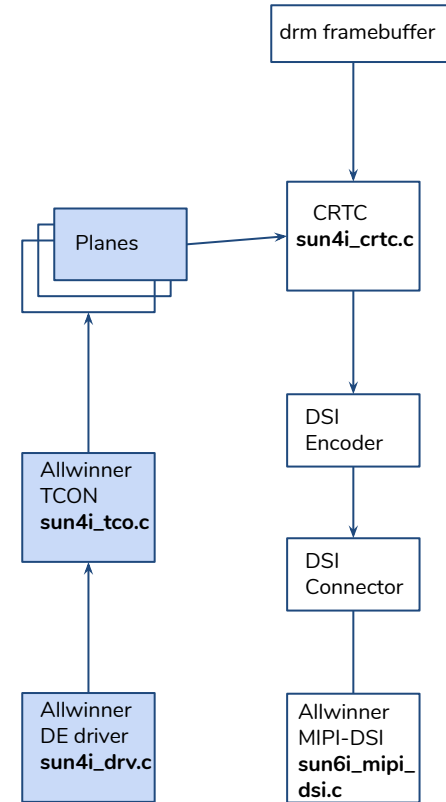 drm framebuffer
Planes
CRTC
sun4i_crtc.c
DSI
Encoder
Allwinner
TCON
sun4i_tco.c
DSI
Connector
Allwinner
DE driver
sun4i_drv.c
Allwinner
MIPI-DSI
sun6i_mipi_
dsi.c